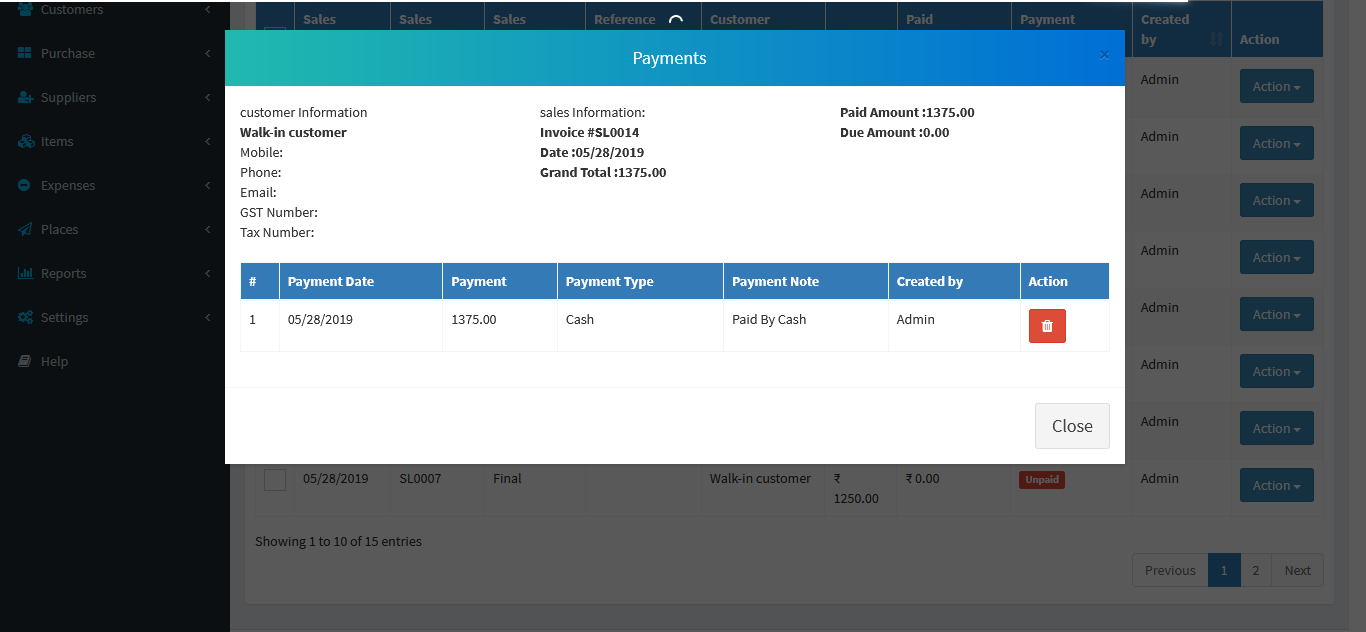 Customers
Purchase
Suppliers
Items
Expenses
Places
Reports
Settings
Help
Sales Sales Sales Reference Customer Paid Payment Created by Action
Payments ×
customer Information
Walk-in customer
Mobile:
Phone:
Email:
GST Number:
Tax Number:
sales Information:
Invoice #SL0014
Date :05/28/2019
Grand Total :1375.00
Paid Amount :1375.00
Due Amount :0.00
# Payment Date Payment Payment Type Payment Note Created by Action
1 05/28/2019 1375.00 Cash Paid By Cash Admin
Close
Admin Action
Admin Action
Admin Action
Admin Action
Admin Action
Admin Action
Admin Action
05/28/2019 SL0007 Final Walk-in customer ₹ 0.00 Unpaid Admin Action
₹
1250.00
Showing 1 to 10 of 15 entries
Previous 1 2 Next